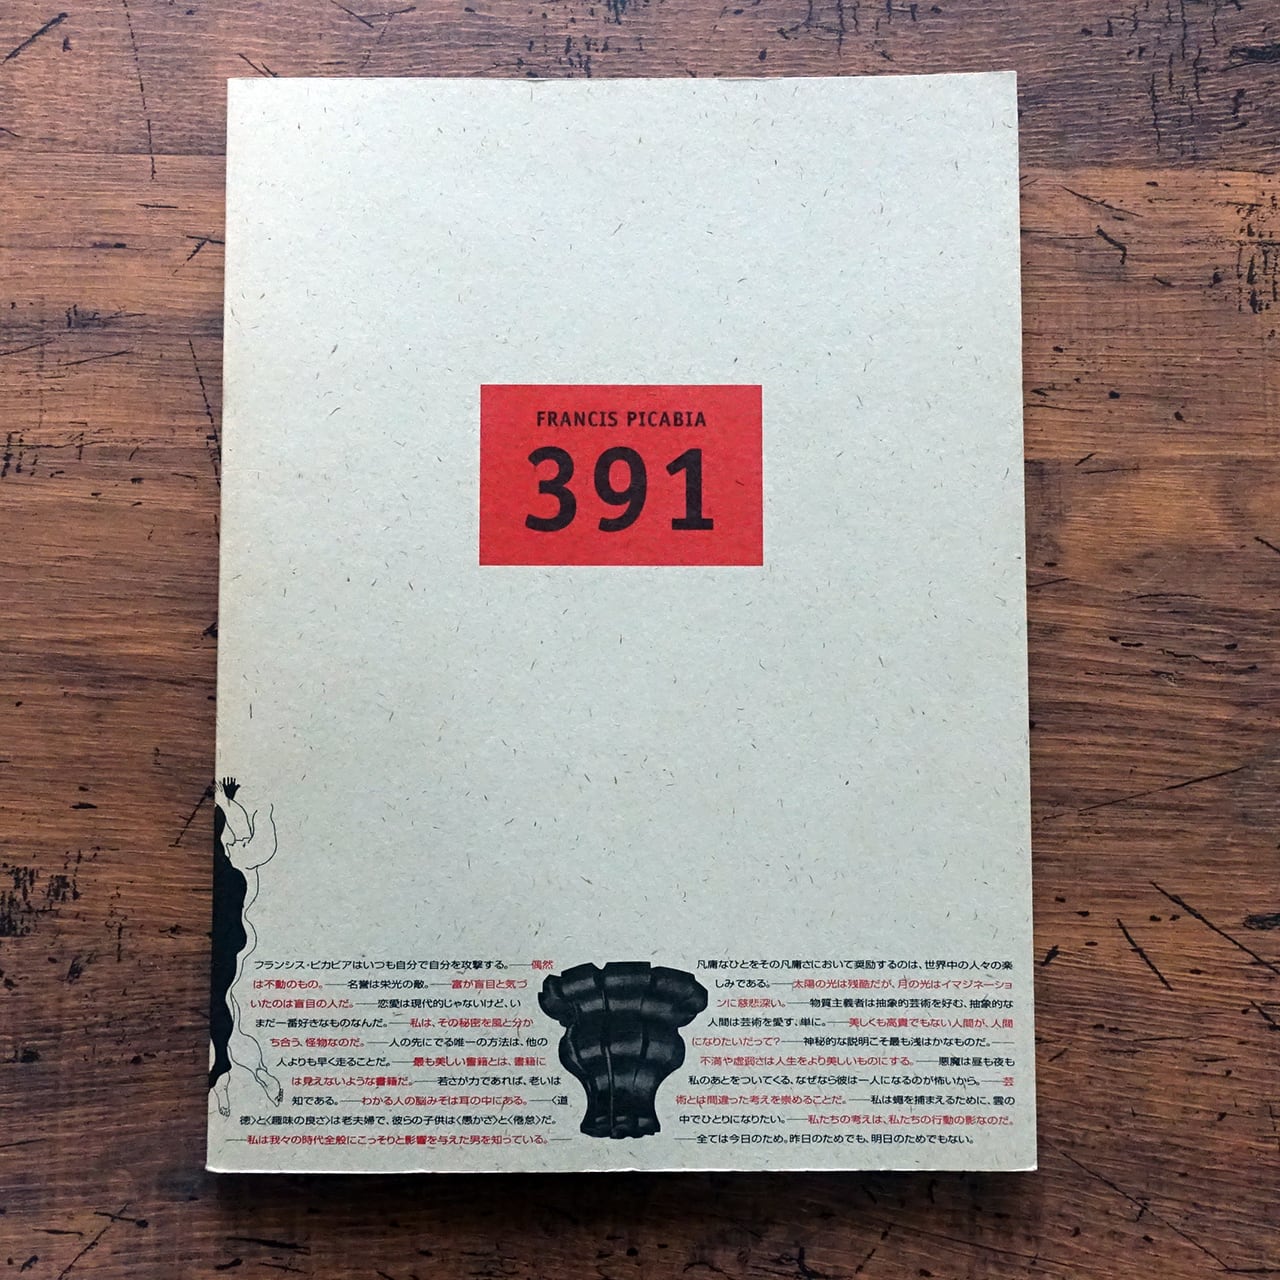 FRANCIS PICABIA
391
フランシス・ピカビアはいつも自分で自分を攻撃する。──偶然
は不動のもの。──名誉は栄光の敵。──富が盲目と気づ
いたのは盲目の人だ。──恋愛は現代的じゃないけど、い
まだ一番好きなものなんだ。──私は、その秘密を風と分か
ち合う、怪物なのだ。──人の先にでる唯一の方法は、他の
人よりも早く走ることだ。──最も美しい書籍とは、書籍に
は見えないような書籍だ。──若さが力であれば、老いは
知である。──わかる人の脳みそは耳の中にある。──〈道
徳〉と〈趣味の良さ〉は老夫婦で、彼らの子供は〈愚かさ〉と〈倦怠〉だ。
──私は我々の時代全般にこっそりと影響を与えた男を知っている。──
凡庸なひとをその凡庸さにおいて奨励するのは、世界中の人々の楽
しみである。──太陽の光は残酷だが、月の光はイマジネーショ
ンに慈悲深い。──物質主義者は抽象的芸術を好む、抽象的な
人間は芸術を愛す、単に。──美しくも高貴でもない人間が、人間
になりたいだって?──神秘的な説明こそ最も浅はかなものだ。──
不満や虚弱さは人生をより美しいものにする。──悪魔は昼も夜も
私のあとをついてくる、なぜなら彼は一人になるのが怖いから。──芸
術とは間違った考えを崇めることだ。──私は蠅を捕まえるために、雲の
中でひとりになりたい。──私たちの考えは、私たちの行動の影なのだ。
──全ては今日のため。昨日のためでも、明日のためでもない。